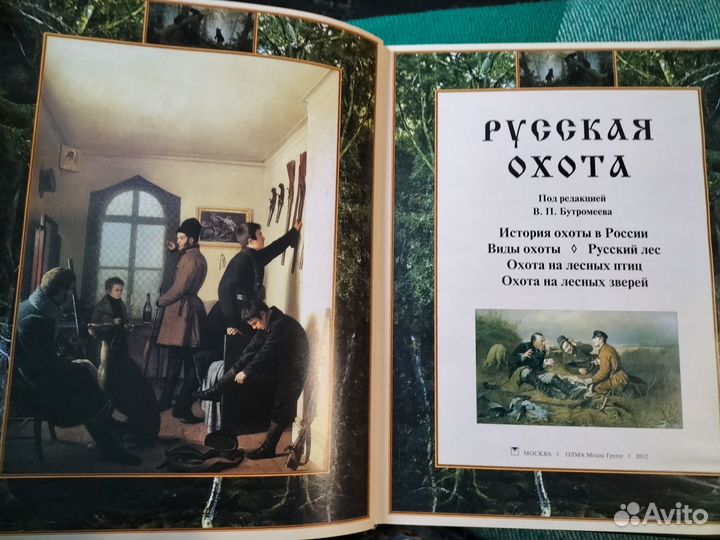 РУССКАЯ
ОХОТА
Под редакцией
В. П. Бутромеева
История охоты в России
Виды охоты ◊ Русский лес
Охота на лесных птиц
Охота на лесных зверей
МОСКВА ◊ ОЛМА Медиа Групп ◊ 2012
Avito